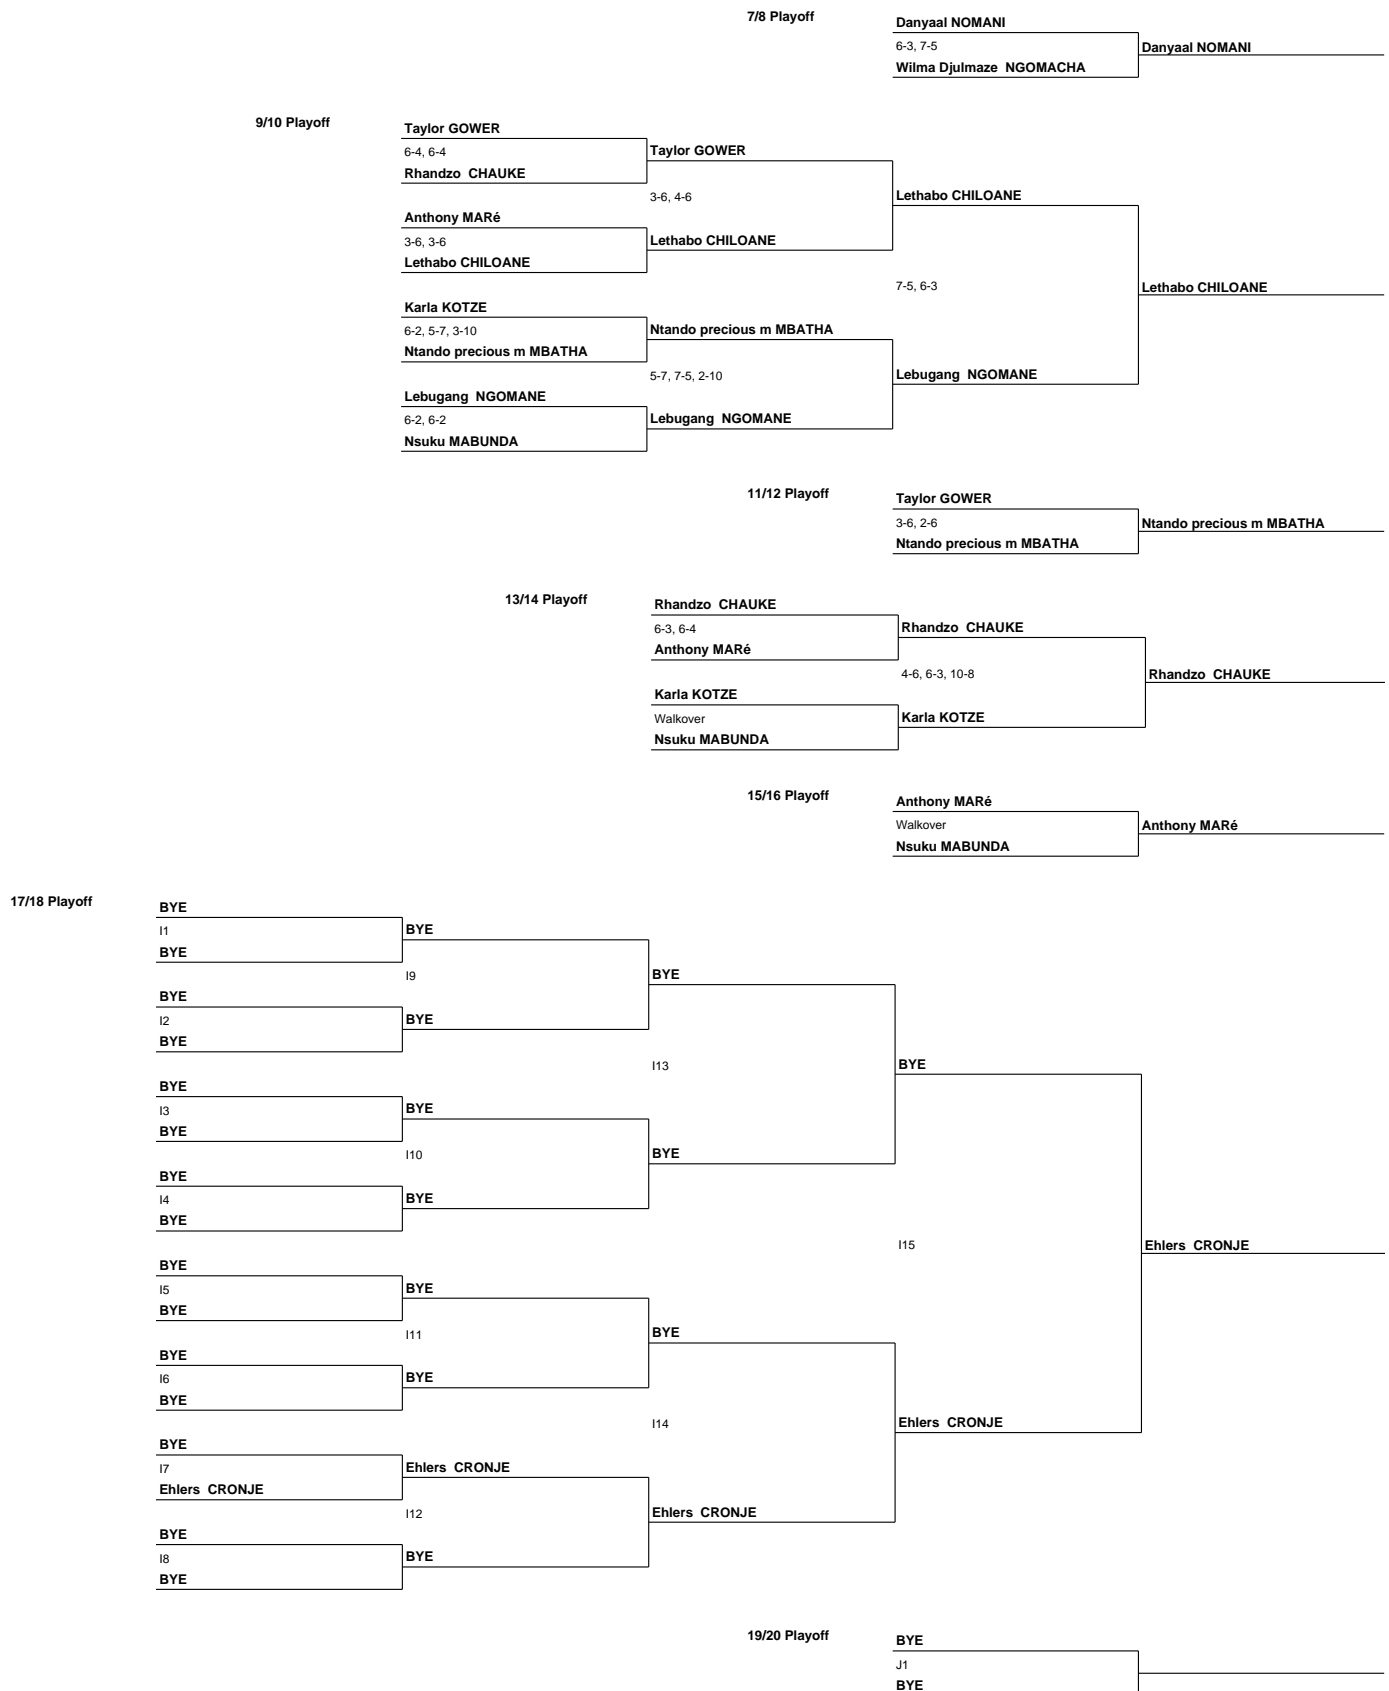 7/8 Playoff
Danyaal NOMANI
6-3, 7-5
Danyaal NOMANI
Wilma Djulmaze NGOMACHA
9/10 Playoff
Taylor GOWER
6-4, 6-4
Taylor GOWER
Rhandzo CHAUKE
3-6, 4-6
Lethabo CHILOANE
Anthony MARé
3-6, 3-6
Lethabo CHILOANE
Lethabo CHILOANE
7-5, 6-3
Lethabo CHILOANE
Karla KOTZE
6-2, 5-7, 3-10
Ntando precious m MBATHA
Ntando precious m MBATHA
5-7, 7-5, 2-10
Lebugang NGOMANE
Lebugang NGOMANE
6-2, 6-2
Lebugang NGOMANE
Nsuku MABUNDA
11/12 Playoff
Taylor GOWER
3-6, 2-6
Ntando precious m MBATHA
Ntando precious m MBATHA
13/14 Playoff
Rhandzo CHAUKE
6-3, 6-4
Rhandzo CHAUKE
Anthony MARé
4-6, 6-3, 10-8
Rhandzo CHAUKE
Karla KOTZE
Walkover
Karla KOTZE
Nsuku MABUNDA
15/16 Playoff
Anthony MARé
Walkover
Anthony MARé
Nsuku MABUNDA
17/18 Playoff
BYE
I1
BYE
BYE
I9
BYE
BYE
I2
BYE
BYE
I13
BYE
BYE
I3
BYE
BYE
I10
BYE
BYE
I4
BYE
BYE
I15
Ehlers CRONJE
BYE
I5
BYE
BYE
I11
BYE
BYE
I6
BYE
BYE
I14
Ehlers CRONJE
BYE
I7
Ehlers CRONJE
Ehlers CRONJE
I12
Ehlers CRONJE
BYE
I8
BYE
BYE
19/20 Playoff
BYE
J1
BYE